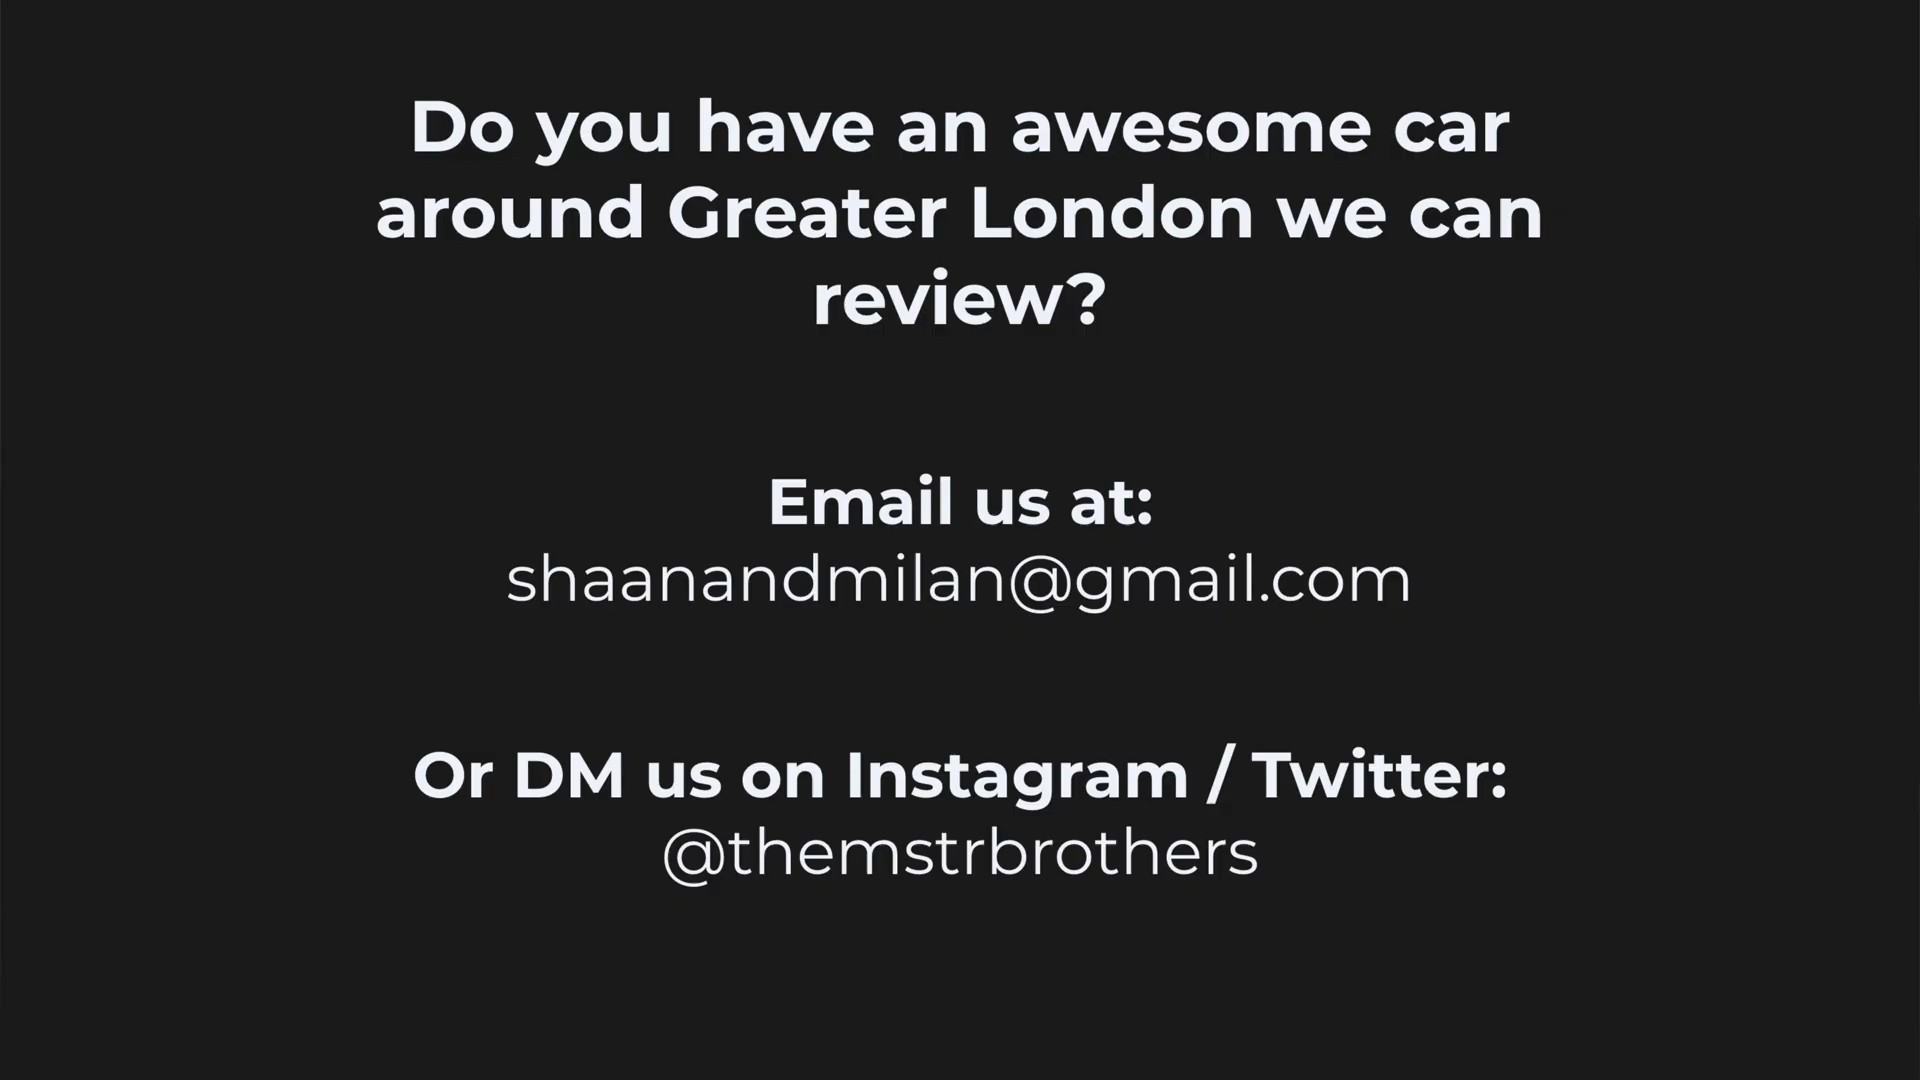 Do you have an awesome car
around Greater London we can
review?
Email us at:
shaanandmilan@gmail.com
Or DM us on Instagram / Twitter:
@themstrbrothers